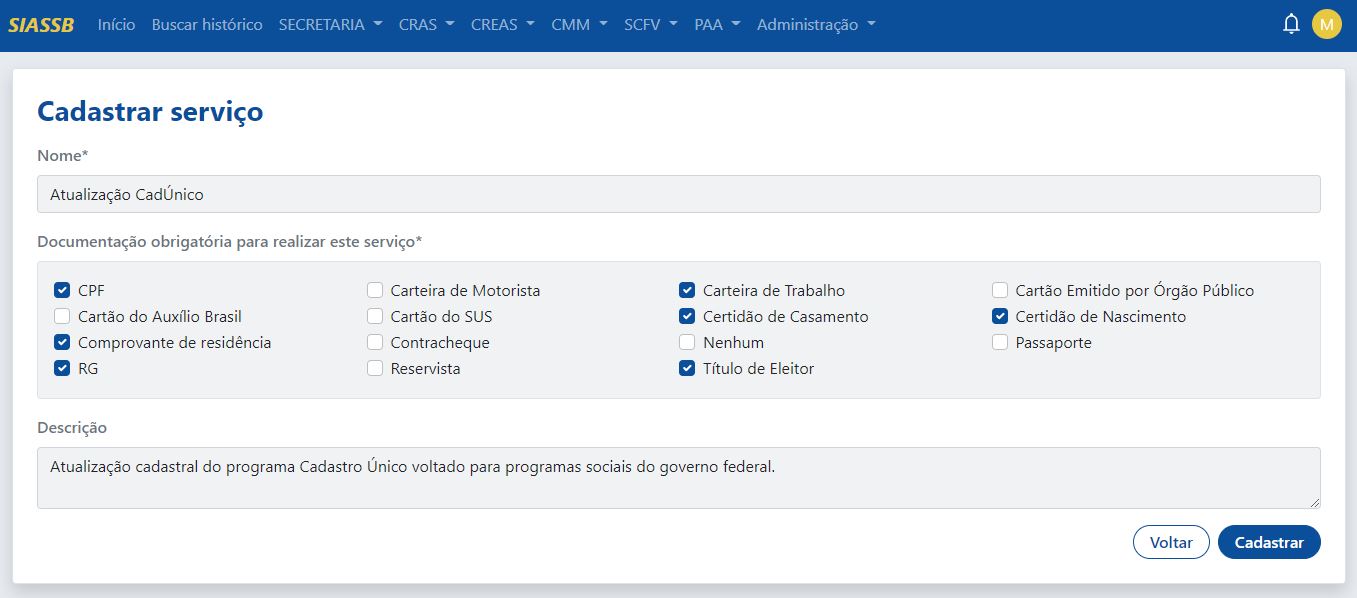 SIASSB Início Buscar histórico SECRETARIA CRAS CREAS CMM SCFV PAA Administração M
Cadastrar serviço
Nome*
Atualização CadÚnico
Documentação obrigatória para realizar este serviço*
CPF Carteira de Motorista Carteira de Trabalho Cartão Emitido por Órgão Público
Cartão do Auxílio Brasil Cartão do SUS Certidão de Casamento Certidão de Nascimento
Comprovante de residência Contracheque Nenhum Passaporte
RG Reservista Título de Eleitor
Descrição
Atualização cadastral do programa Cadastro Único voltado para programas sociais do governo federal.
Voltar Cadastrar